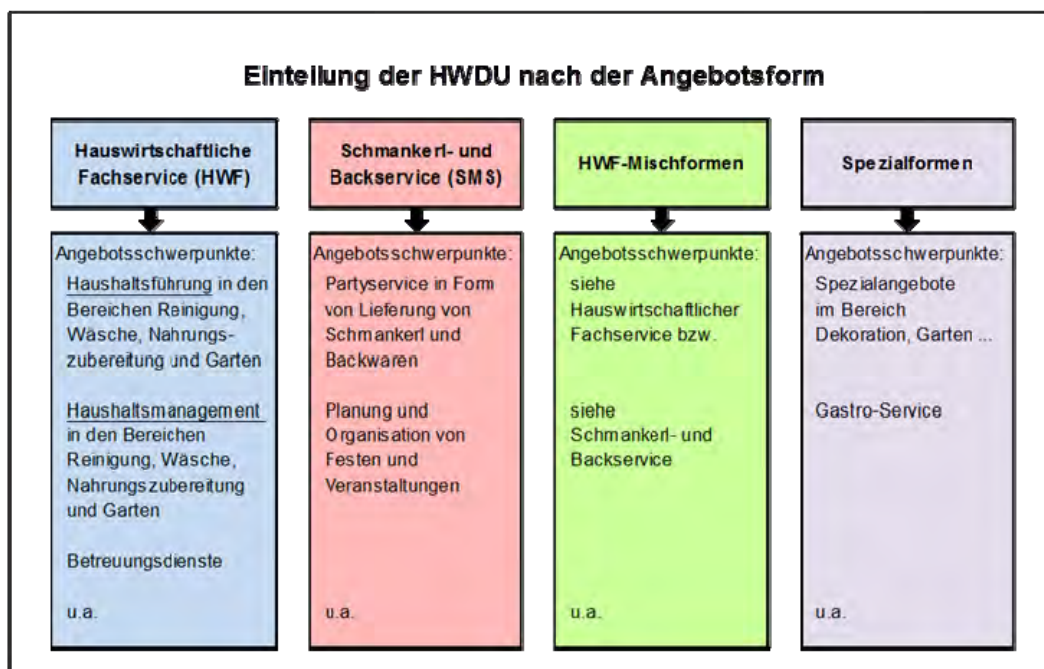 Einteilung der HWDU nach der Angebotsform
Hauswirtschaftliche
Fachservice (HWF)
Angebotsschwerpunkte:
Haushaltsführung in den
Bereichen Reinigung,
Wäsche, Nahrungs-
zubereitung und Garten
Haushaltsmanagement
in den Bereichen
Reinigung, Wäsche,
Nahrungszubereitung
und Garten
Betreuungsdienste
u.a.
Schmankerl- und
Backservice (SMS)
Angebotsschwerpunkte:
Partyservice in Form
von Lieferung von
Schmankerl und
Backwaren
Planung und
Organisation von
Festen und
Veranstaltungen
u.a.
HWF-Mischformen
Angebotsschwerpunkte:
siehe
Hauswirtschaftlicher
Fachservice bzw.
siehe
Schmankerl- und
Backservice
u.a.
Spezialformen
Angebotsschwerpunkte:
Spezialangebote
im Bereich
Dekoration, Garten ...
Gastro-Service
u.a.